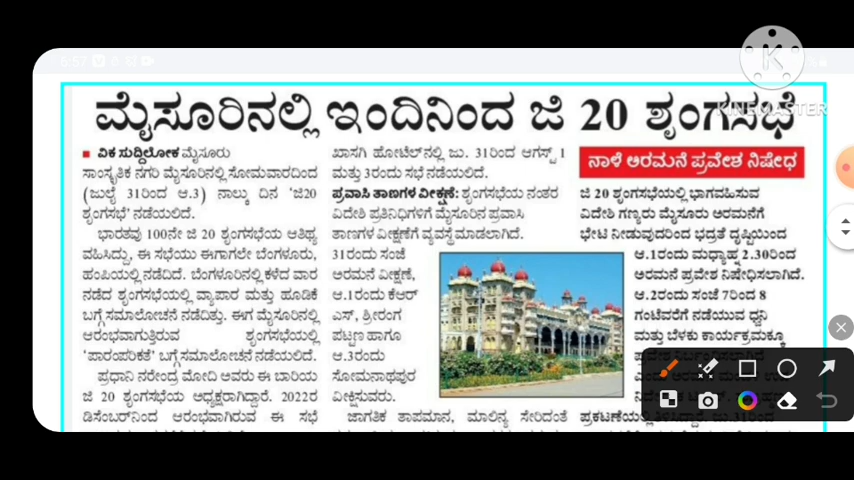 ಮೈಸೂರಿನಲ್ಲಿ ಇಂದಿನಿಂದ ಜಿ 20 ಶೃಂಗಸಭೆ
ವಿಕ ಸುದ್ದಿಲೋಕ ಮೈಸೂರು
ಸಾಂಸ್ಕೃತಿಕ ನಗರಿ ಮೈಸೂರಿನಲ್ಲಿ ಸೋಮವಾರದಿಂದ
(ಜುಲೈ 31ರಿಂದ ಆ.3) ನಾಲ್ಕು ದಿನ 'ಜಿ20
ಶೃಂಗಸಭೆ' ನಡೆಯಲಿದೆ.
ಭಾರತವು 100ನೇ ಜಿ 20 ಶೃಂಗಸಭೆಯ ಆತಿಥ್ಯ
ವಹಿಸಿದ್ದು, ಈ ಸಭೆಯು ಈಗಾಗಲೇ ಬೆಂಗಳೂರು,
ಹಂಪಿಯಲ್ಲಿ ನಡೆದಿದೆ. ಬೆಂಗಳೂರಿನಲ್ಲಿ ಕಳೆದ ವಾರ
ನಡೆದ ಶೃಂಗಸಭೆಯಲ್ಲಿ ವ್ಯಾಪಾರ ಮತ್ತು ಹೂಡಿಕೆ
ಬಗ್ಗೆ ಸಮಾಲೋಚನೆ ನಡೆದಿತ್ತು. ಈಗ ಮೈಸೂರಿನಲ್ಲಿ
ಆರಂಭವಾಗುತ್ತಿರುವ ಶೃಂಗಸಭೆಯಲ್ಲಿ
'ಪಾರಂಪರಿಕತೆ' ಬಗ್ಗೆ ಸಮಾಲೋಚನೆ ನಡೆಯಲಿದೆ.
ಪ್ರಧಾನಿ ನರೇಂದ್ರ ಮೋದಿ ಅವರು ಈ ಬಾರಿಯ
ಜಿ 20 ಶೃಂಗಸಭೆಯ ಅಧ್ಯಕ್ಷರಾಗಿದ್ದಾರೆ. 2022ರ
ಡಿಸೆಂಬರ್‌ನಿಂದ ಆರಂಭವಾಗಿರುವ ಈ ಸಭೆ
ಖಾಸಗಿ ಹೋಟೆಲ್‌ನಲ್ಲಿ ಜು. 31ರಿಂದ ಆಗಸ್ಟ್ 1
ಮತ್ತು 3ರಂದು ಸಭೆ ನಡೆಯಲಿದೆ.
ಪ್ರವಾಸಿ ತಾಣಗಳ ವೀಕ್ಷಣೆ: ಶೃಂಗಸಭೆಯ ನಂತರ
ವಿದೇಶಿ ಪ್ರತಿನಿಧಿಗಳಿಗೆ ಮೈಸೂರಿನ ಪ್ರವಾಸಿ
ತಾಣಗಳ ವೀಕ್ಷಣೆಗೆ ವ್ಯವಸ್ಥೆ ಮಾಡಲಾಗಿದೆ.
31ರಂದು ಸಂಜೆ
ಅರಮನೆ ವೀಕ್ಷಣೆ,
ಆ.1ರಂದು ಕೆಆರ್
ಎಸ್, ಶ್ರೀರಂಗ
ಪಟ್ಟಣ ಹಾಗೂ
ಆ.3ರಂದು
ಸೋಮನಾಥಪುರ
ವೀಕ್ಷಿಸುವರು.
ಜಾಗತಿಕ ತಾಪಮಾನ, ಮಾಲಿನ್ಯ ಸೇರಿದಂತೆ
ನಾಳೆ ಅರಮನೆ ಪ್ರವೇಶ ನಿಷೇಧ
ಜಿ 20 ಶೃಂಗಸಭೆಯಲ್ಲಿ ಭಾಗವಹಿಸುವ
ವಿದೇಶಿ ಗಣ್ಯರು ಮೈಸೂರು ಅರಮನೆಗೆ
ಭೇಟಿ ನೀಡುವುದರಿಂದ ಭದ್ರತೆ ದೃಷ್ಟಿಯಿಂದ
ಆ.1ರಂದು ಮಧ್ಯಾಹ್ನ 2.30ರಿಂದ
ಅರಮನೆ ಪ್ರವೇಶ ನಿಷೇಧಿಸಲಾಗಿದೆ.
ಆ.2ರಂದು ಸಂಜೆ 7ರಿಂದ 8
ಗಂಟೆವರೆಗೆ ನಡೆಯುವ ಧ್ವನಿ
ಮತ್ತು ಬೆಳಕು ಕಾರ್ಯಕ್ರಮಕ್ಕೂ
KINEMASTER